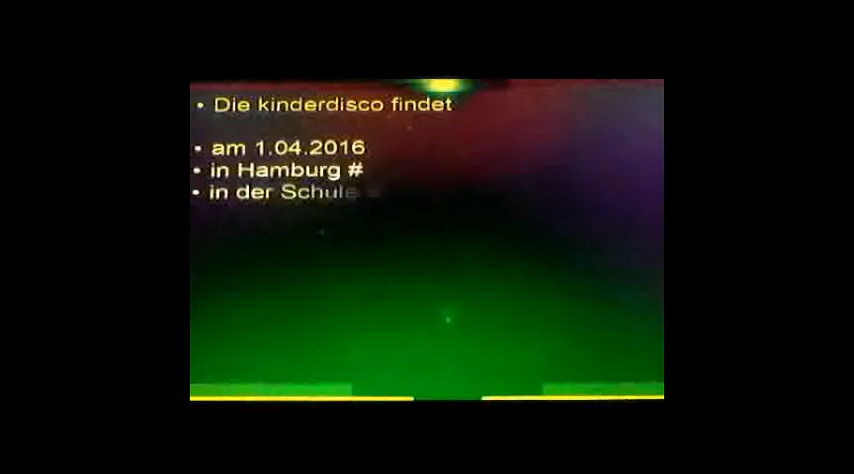 • Die kinderdisco findet
• am 1.04.2016
• in Hamburg #
• in der Schule